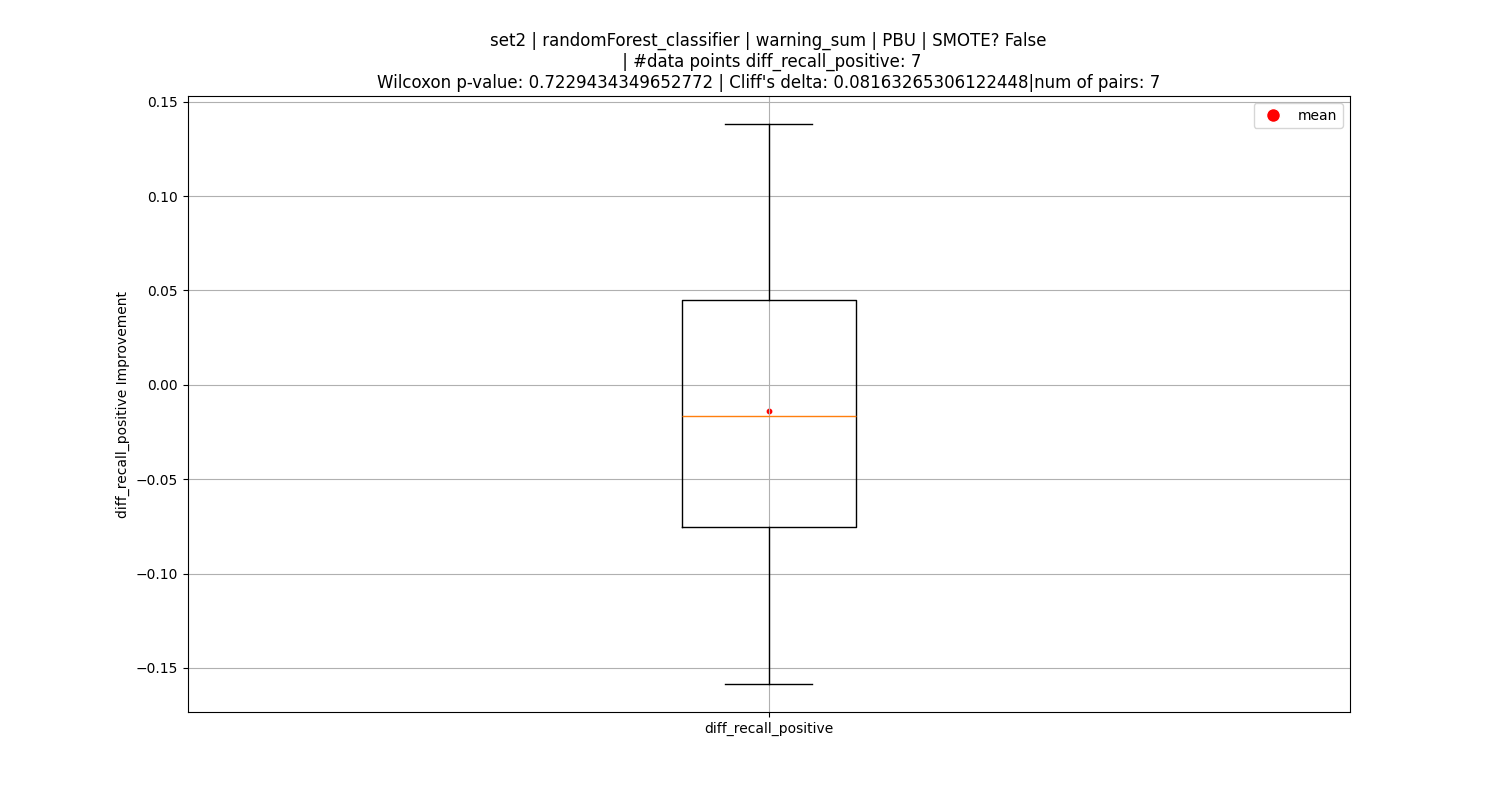 set2 | randomForest_classifier | warning_sum | PBU | SMOTE? False
| #data points diff_recall_positive: 7
Wilcoxon p-value: 0.7229434349652772 | Cliff's delta: 0.08163265306122448|num of pairs: 7
mean
0.15
0.10
0.05
0.00
−0.05
−0.10
−0.15
diff_recall_positive Improvement
diff_recall_positive